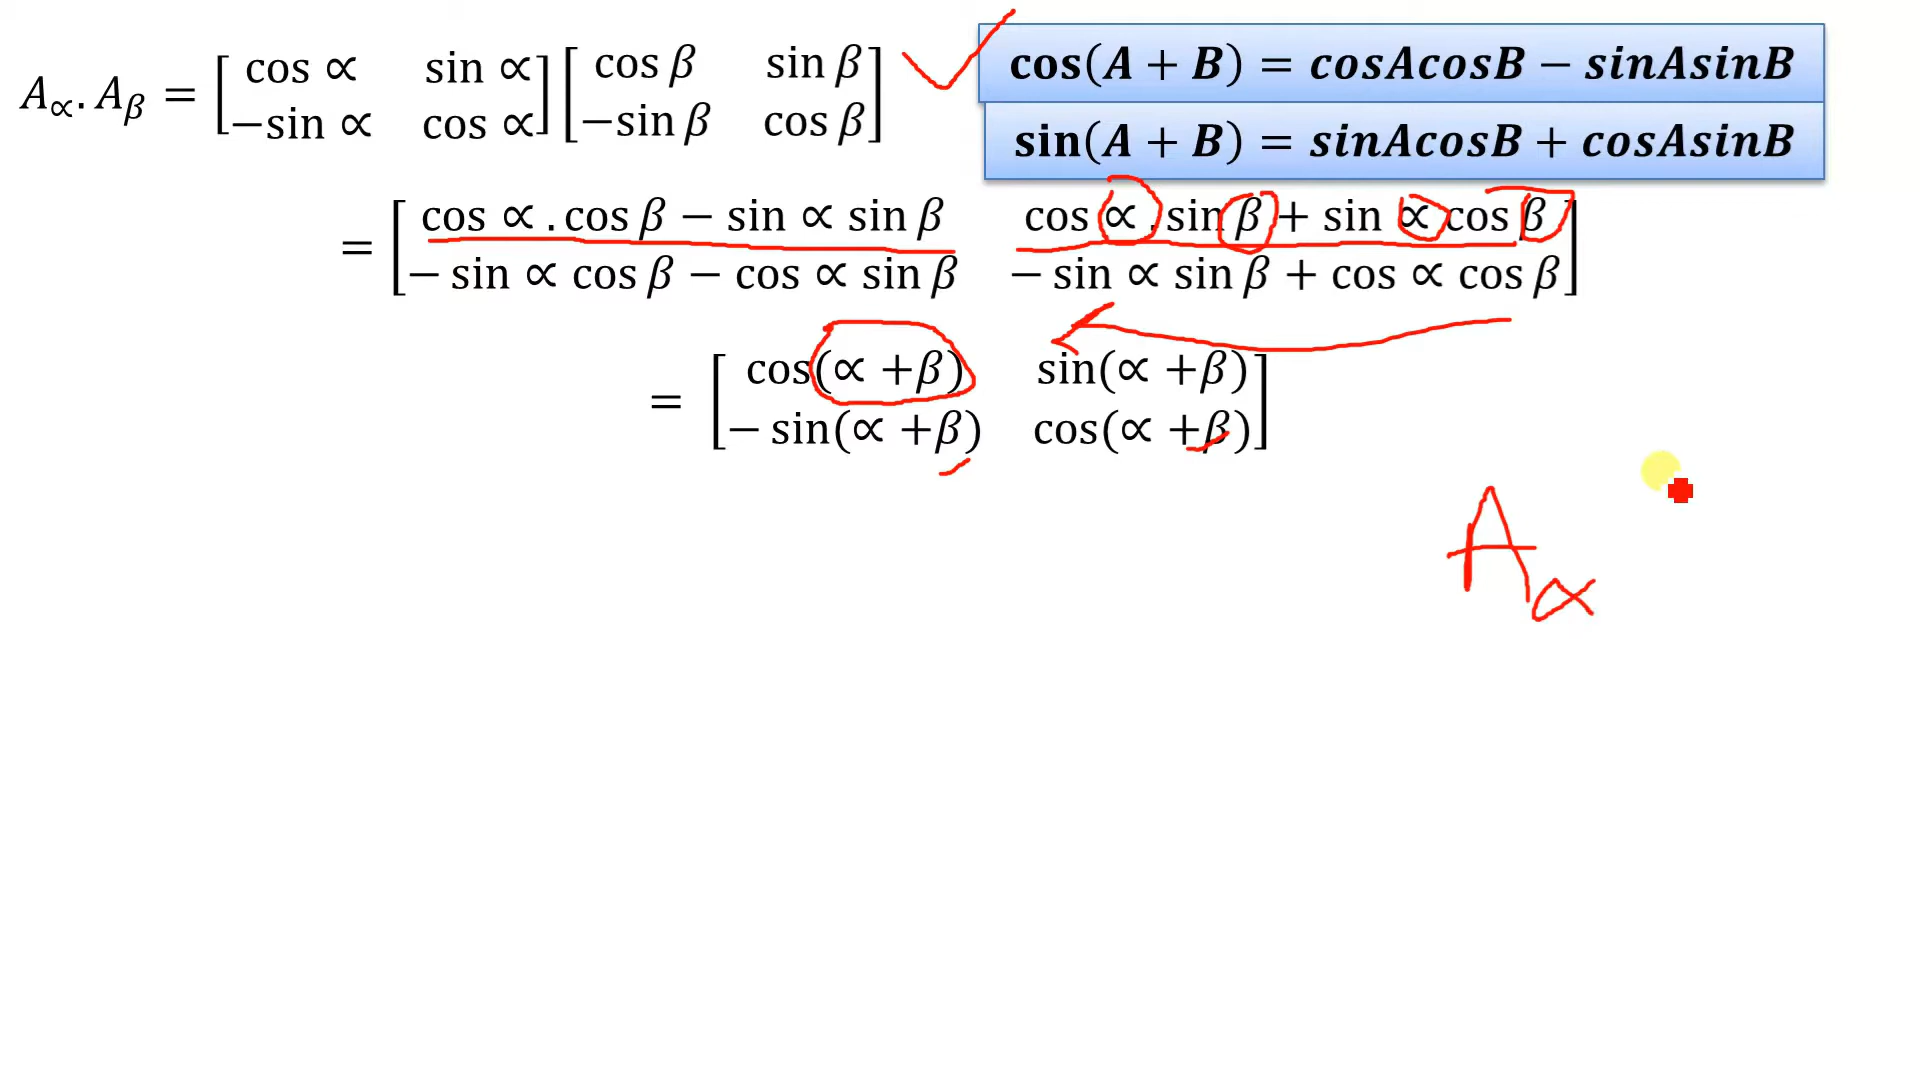 A∝. Aβ = [cos ∝ sin ∝ −sin ∝ cos ∝] [cos β sin β −sin β cos β]
cos(A + B) = cosAcosB − sinAsinB
sin(A + B) = sinAcosB + cosAsinB
= [cos ∝ . cos β − sin ∝ sin β cos ∝ . sin β + sin ∝ cos β
− sin ∝ cos β − cos ∝ sin β − sin ∝ sin β + cos ∝ cos β]
= [cos(∝ +β) sin(∝ +β)
− sin(∝ +β) cos(∝ +β)]
A∝